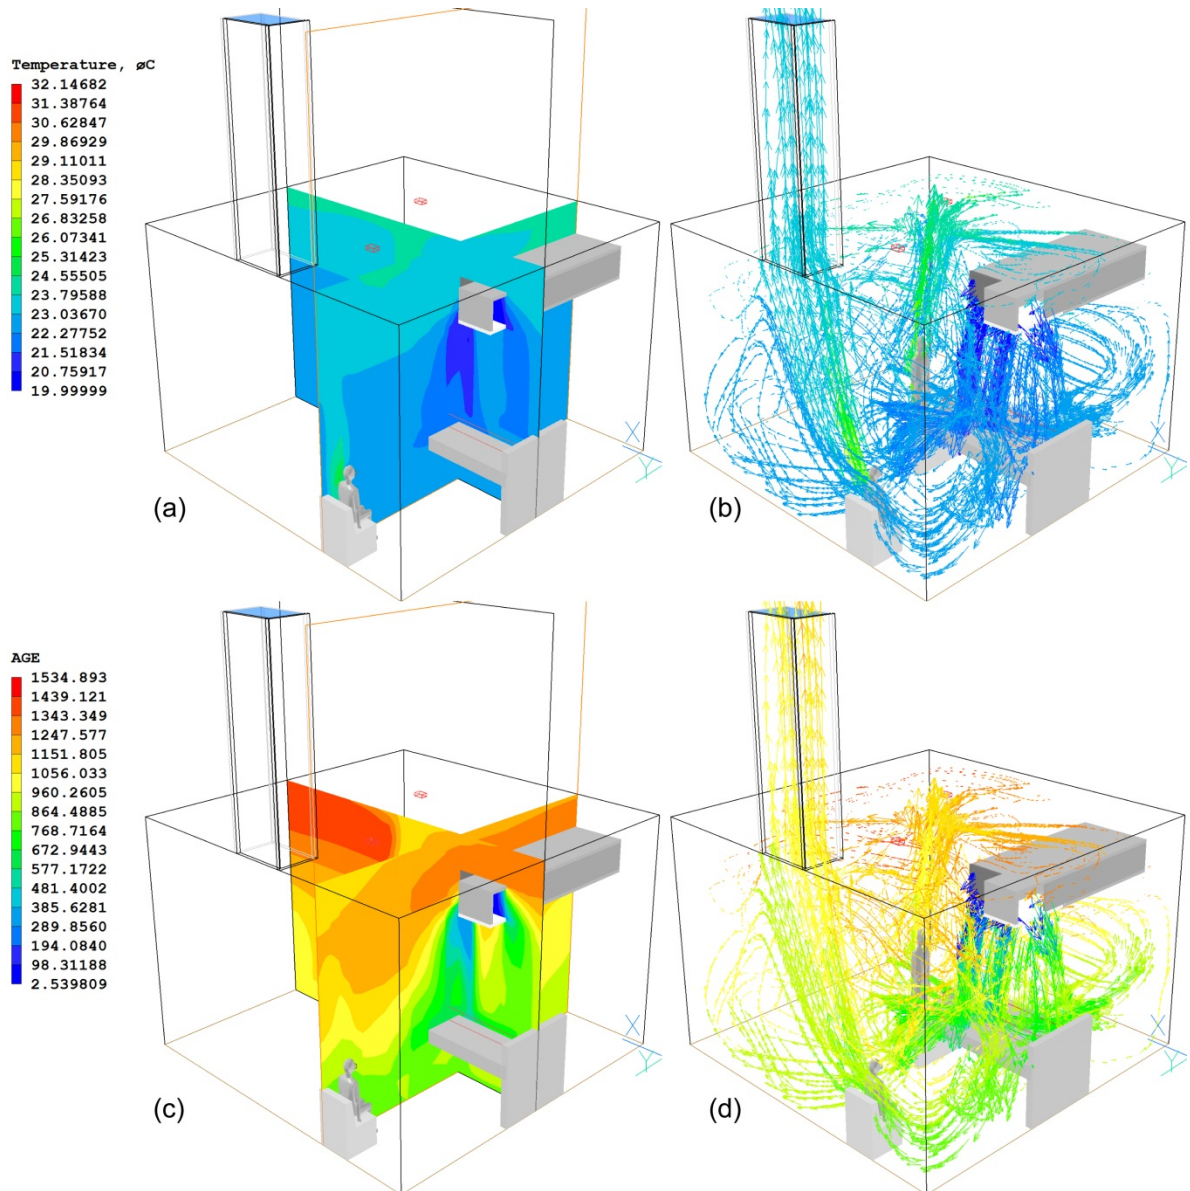 Temperature, øC
32.14682
31.38764
30.62847
29.86929
29.11011
28.35093
27.59176
26.83258
26.07341
25.31423
24.55505
23.79588
23.03670
22.27752
21.51834
20.75917
19.99999
X
Y
(a)
X
Y
(b)
AGE
1534.893
1439.121
1343.349
1247.577
1151.805
1056.033
960.2605
864.4885
768.7164
672.9443
577.1722
481.4002
385.6281
289.8560
194.0840
98.31188
2.539809
X
Y
(c)
X
Y
(d)